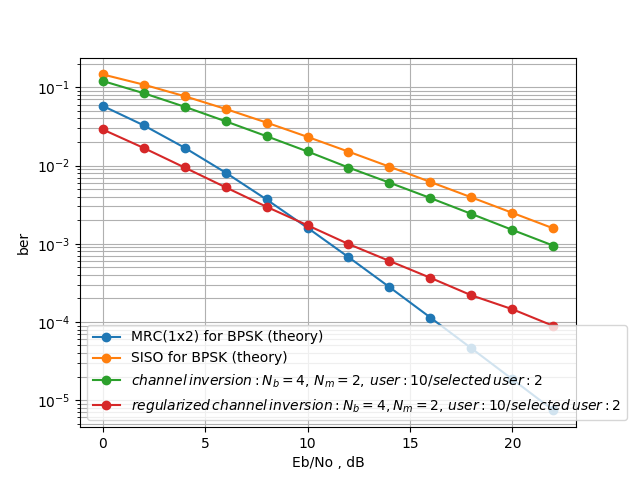 10⁻¹
10⁻²
10⁻³
10⁻⁴
10⁻⁵
ber
MRC(1x2) for BPSK (theory)
SISO for BPSK (theory)
channel inversion : N_b = 4, N_m = 2, user : 10/selected user : 2
regularized channel inversion : N_b = 4, N_m = 2, user : 10/selected user : 2
0 5 10 15 20
Eb/No , dB